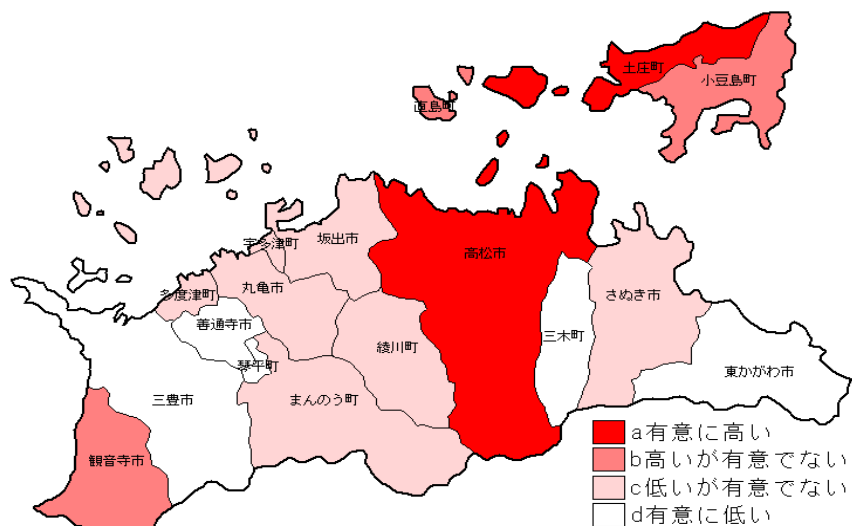 土庄町
小豆島町
直島町
宇多津町
坂出市
高松市
丸亀市
多度津町
さぬき市
善通寺市
綾川町
三木町
琴平町
東かがわ市
三豊市
まんのう町
観音寺市
a有意に高い
b高いが有意でない
c低いが有意でない
d有意に低い